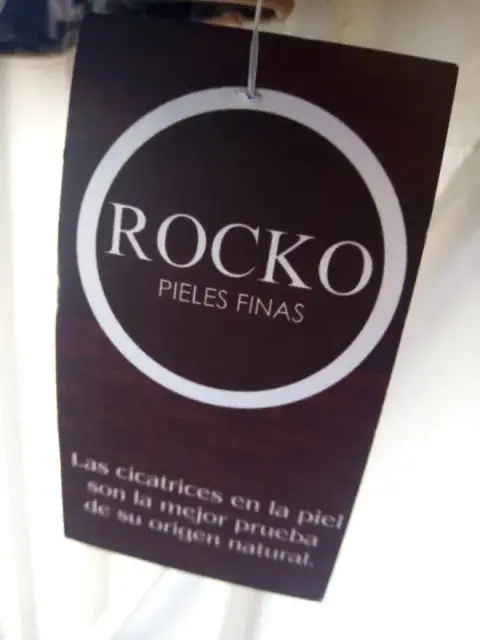 ROCKO
PIELES FINAS
Las cicatrices en la piel
son la mejor prueba
de su origen natural.